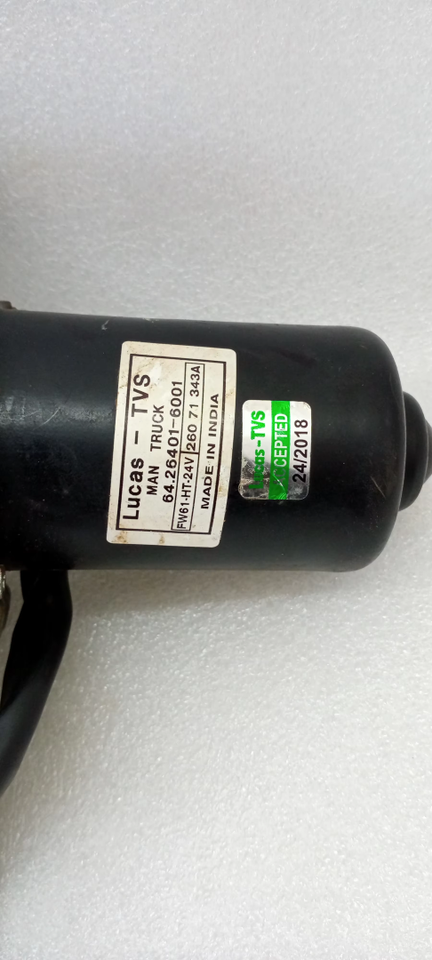 Lucas - TVS
MAN TRUCK
64.26401-6001
FW61-HT-24V 260 71 343A
MADE IN INDIA
Lucas-TVS
ACCEPTED
24/2018